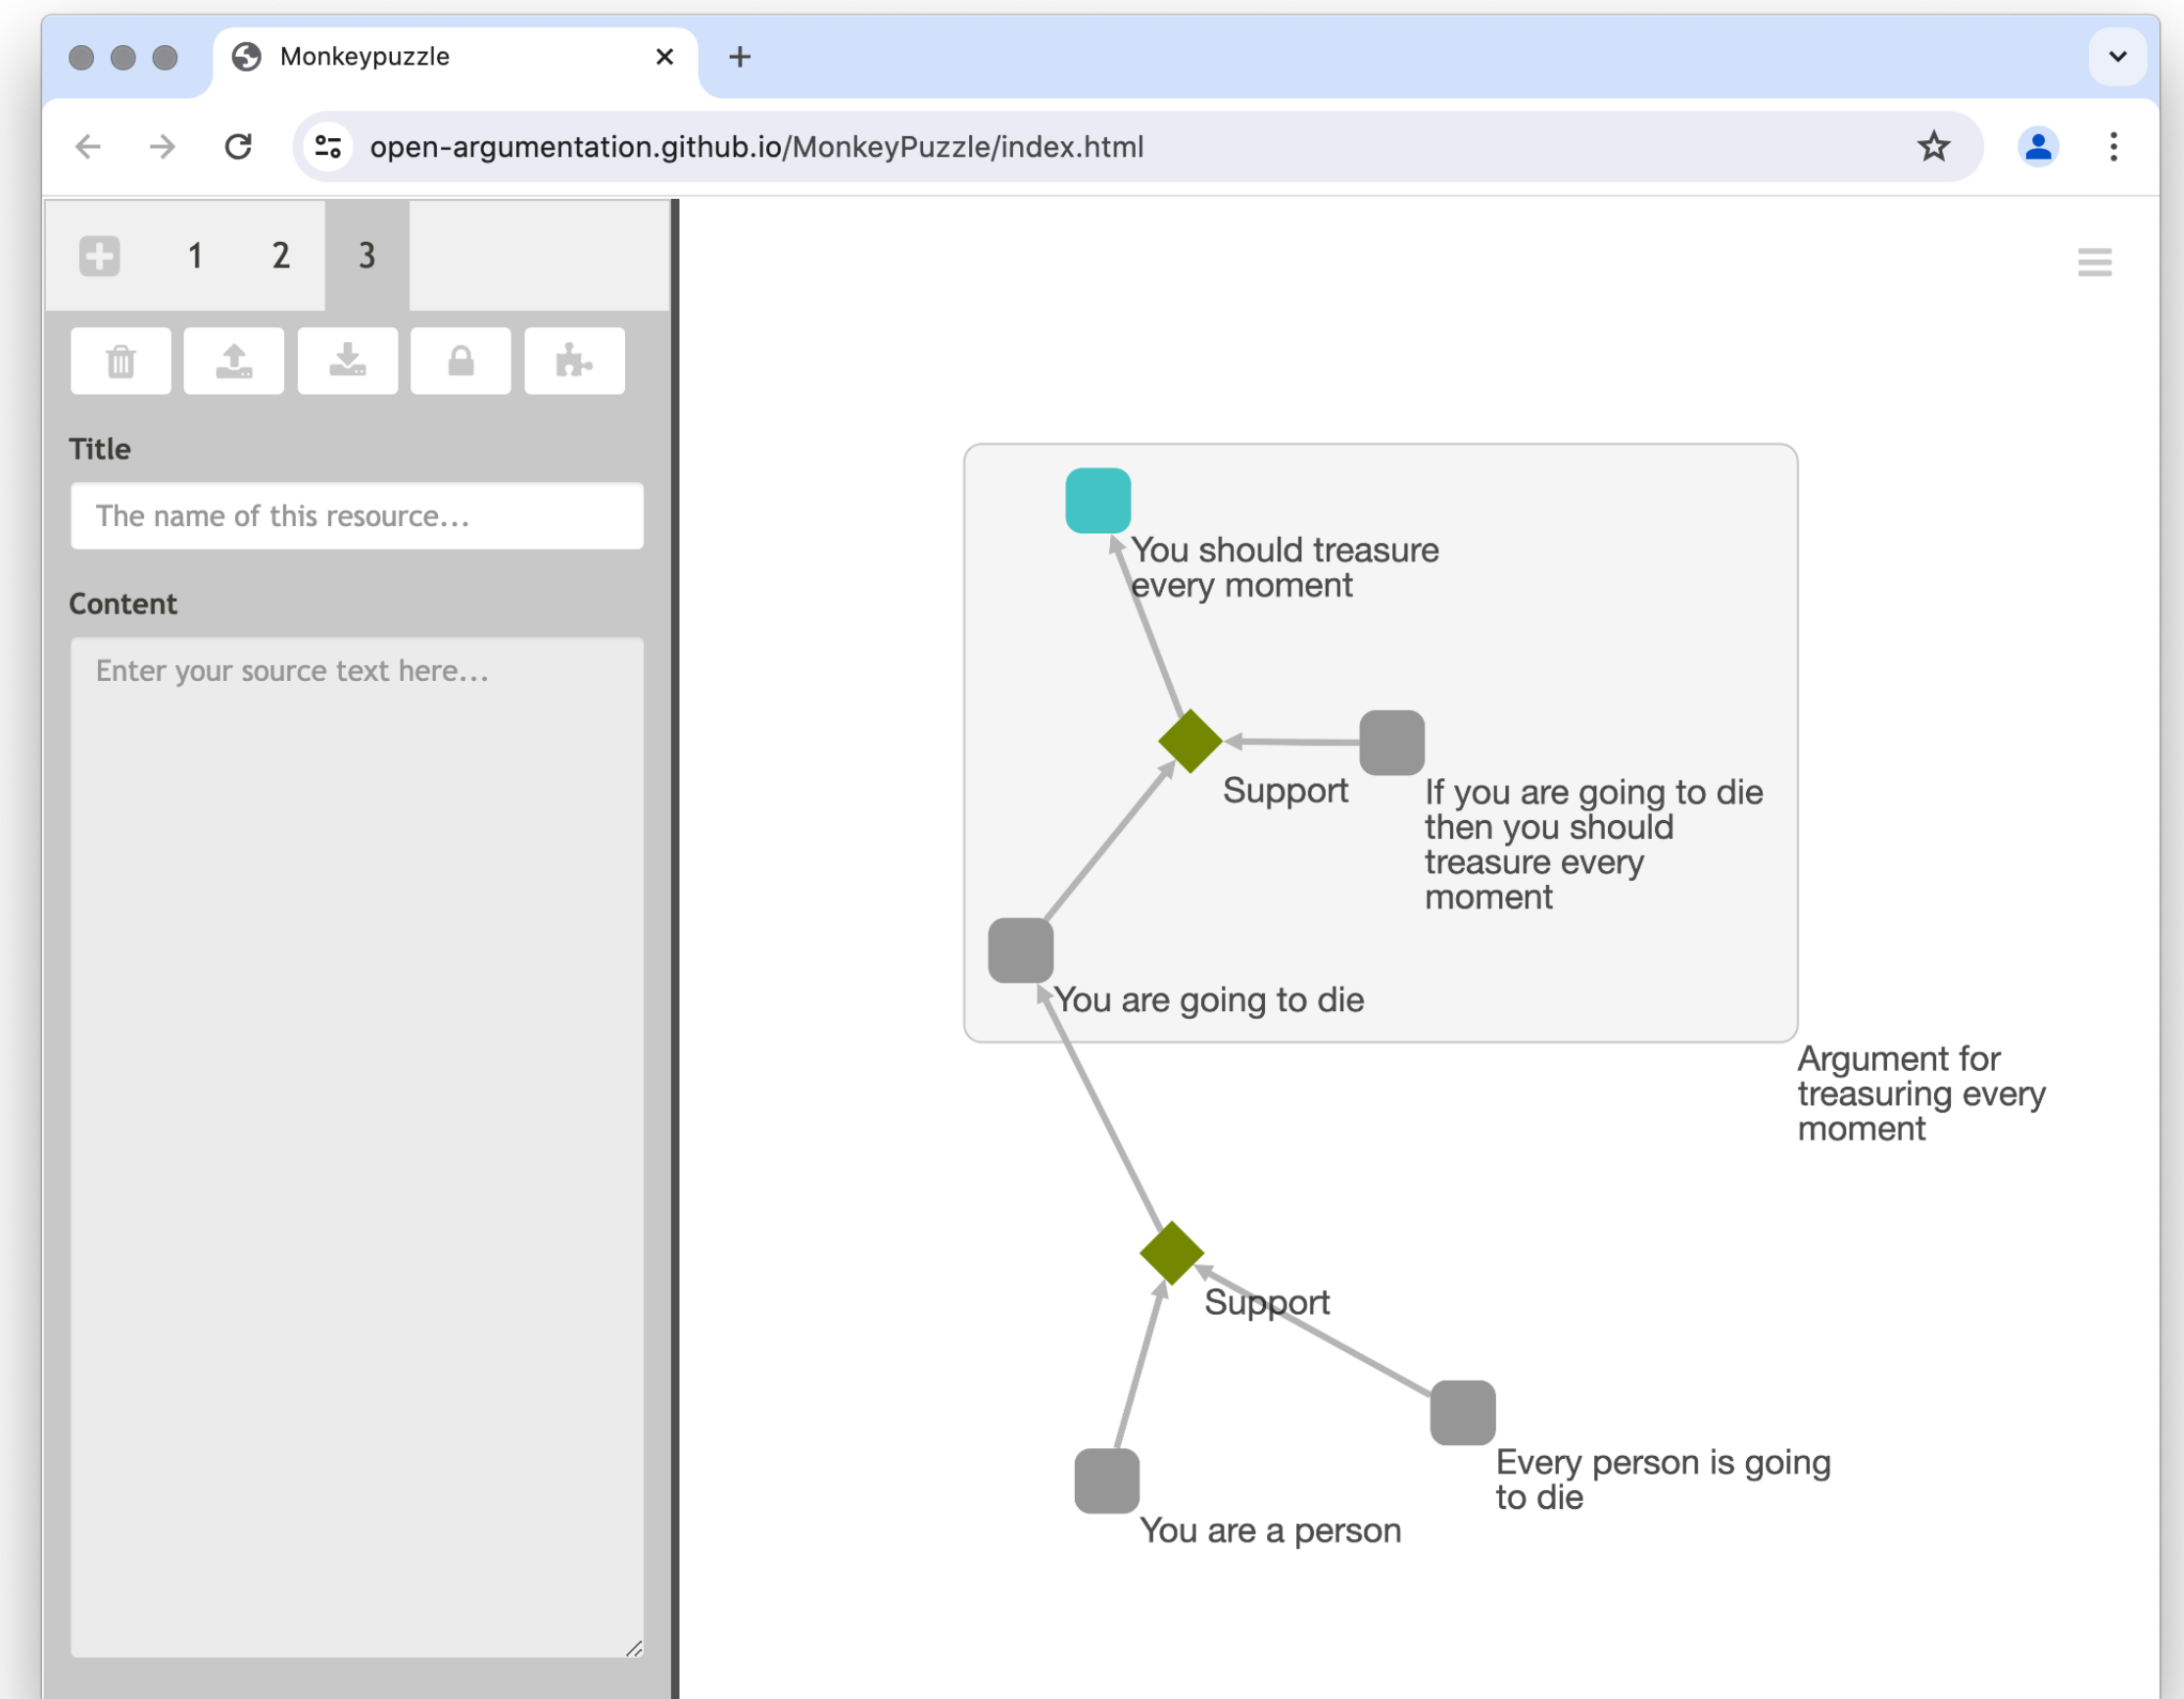 Monkeypuzzle
open-argumentation.github.io/MonkeyPuzzle/index.html
1 2 3
Title
The name of this resource...
Content
Enter your source text here...
You should treasure
every moment
Support
If you are going to die
then you should
treasure every
moment
You are going to die
Argument for
treasuring every
moment
Support
Every person is going
to die
You are a person